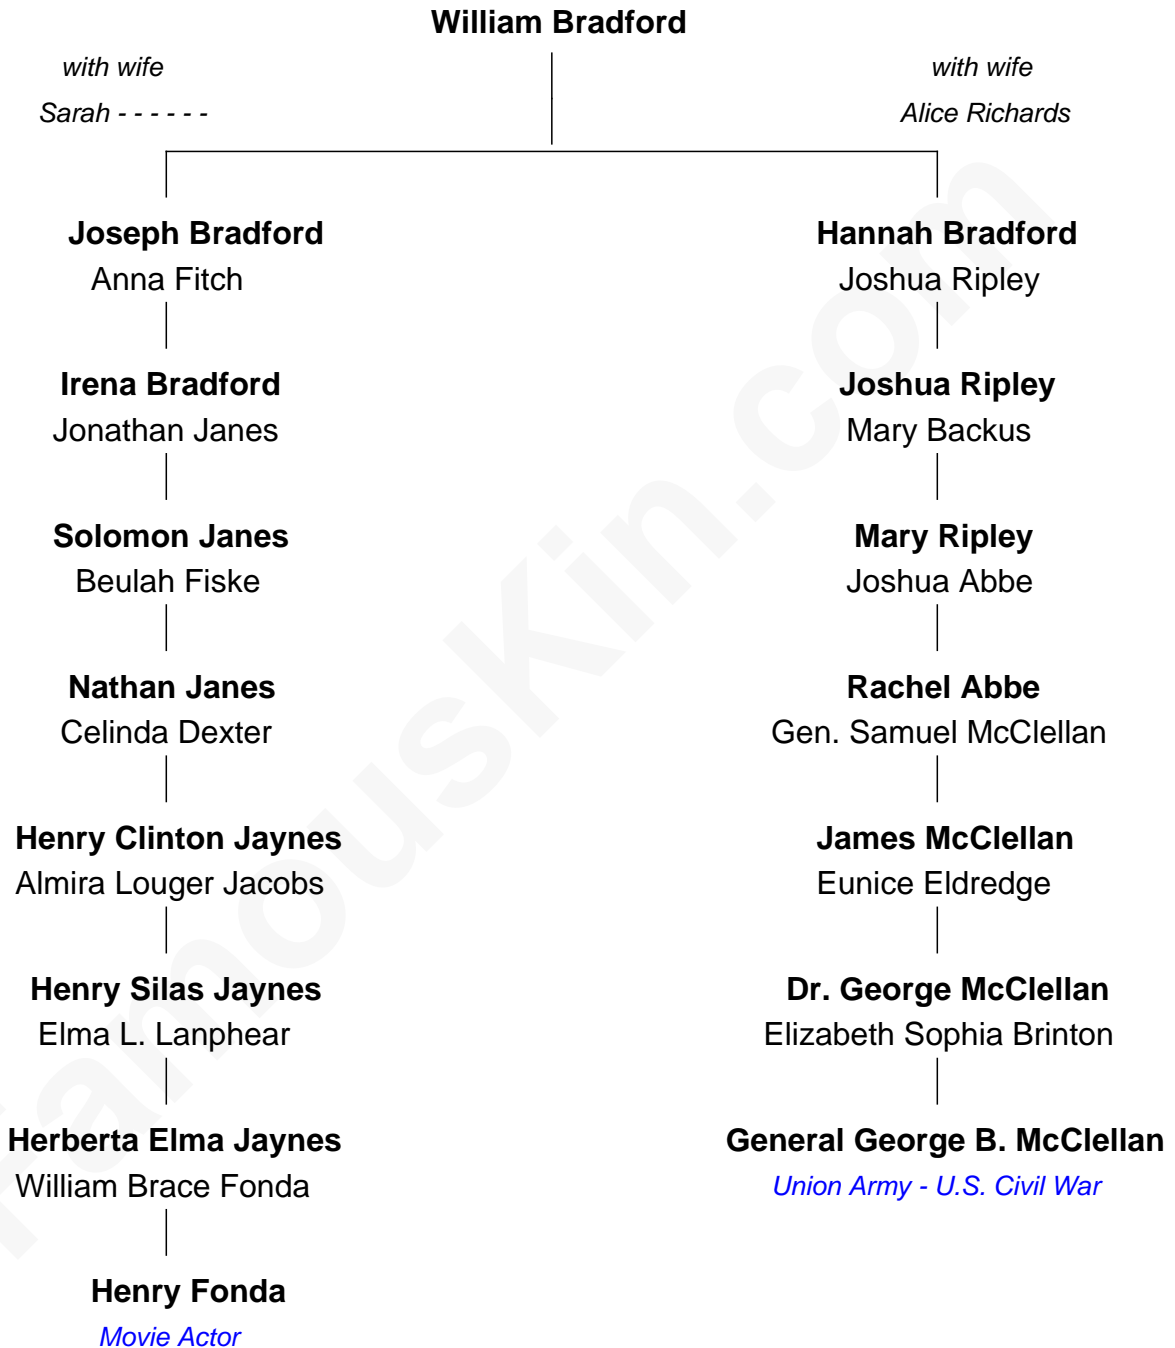 William Bradford
with wife
Sarah - - - - - -
with wife
Alice Richards
Joseph Bradford
Anna Fitch
Hannah Bradford
Joshua Ripley
Irena Bradford
Jonathan Janes
Joshua Ripley
Mary Backus
Solomon Janes
Beulah Fiske
Mary Ripley
Joshua Abbe
Nathan Janes
Celinda Dexter
Rachel Abbe
Gen. Samuel McClellan
Henry Clinton Jaynes
Almira Louger Jacobs
James McClellan
Eunice Eldredge
Henry Silas Jaynes
Elma L. Lanphear
Dr. George McClellan
Elizabeth Sophia Brinton
Herberta Elma Jaynes
William Brace Fonda
General George B. McClellan
Union Army - U.S. Civil War
Henry Fonda
Movie Actor
FamousKin.com